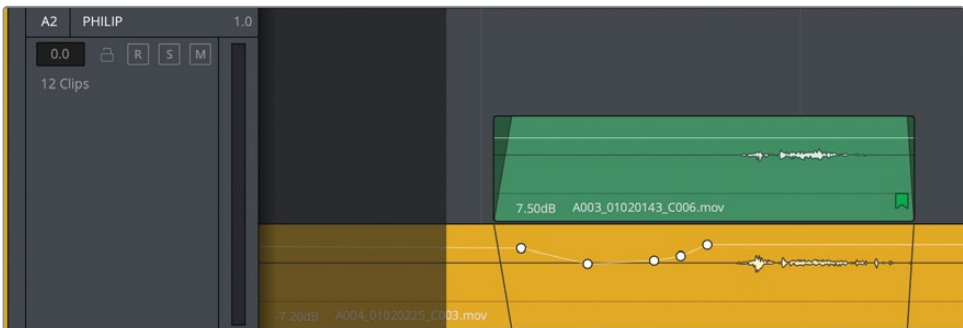 A2 PHILIP 1.0
0.0 R S M
12 Clips
7.50dB A003_01020143_C006.mov
-7.20dB A004_01020225_C003.mov